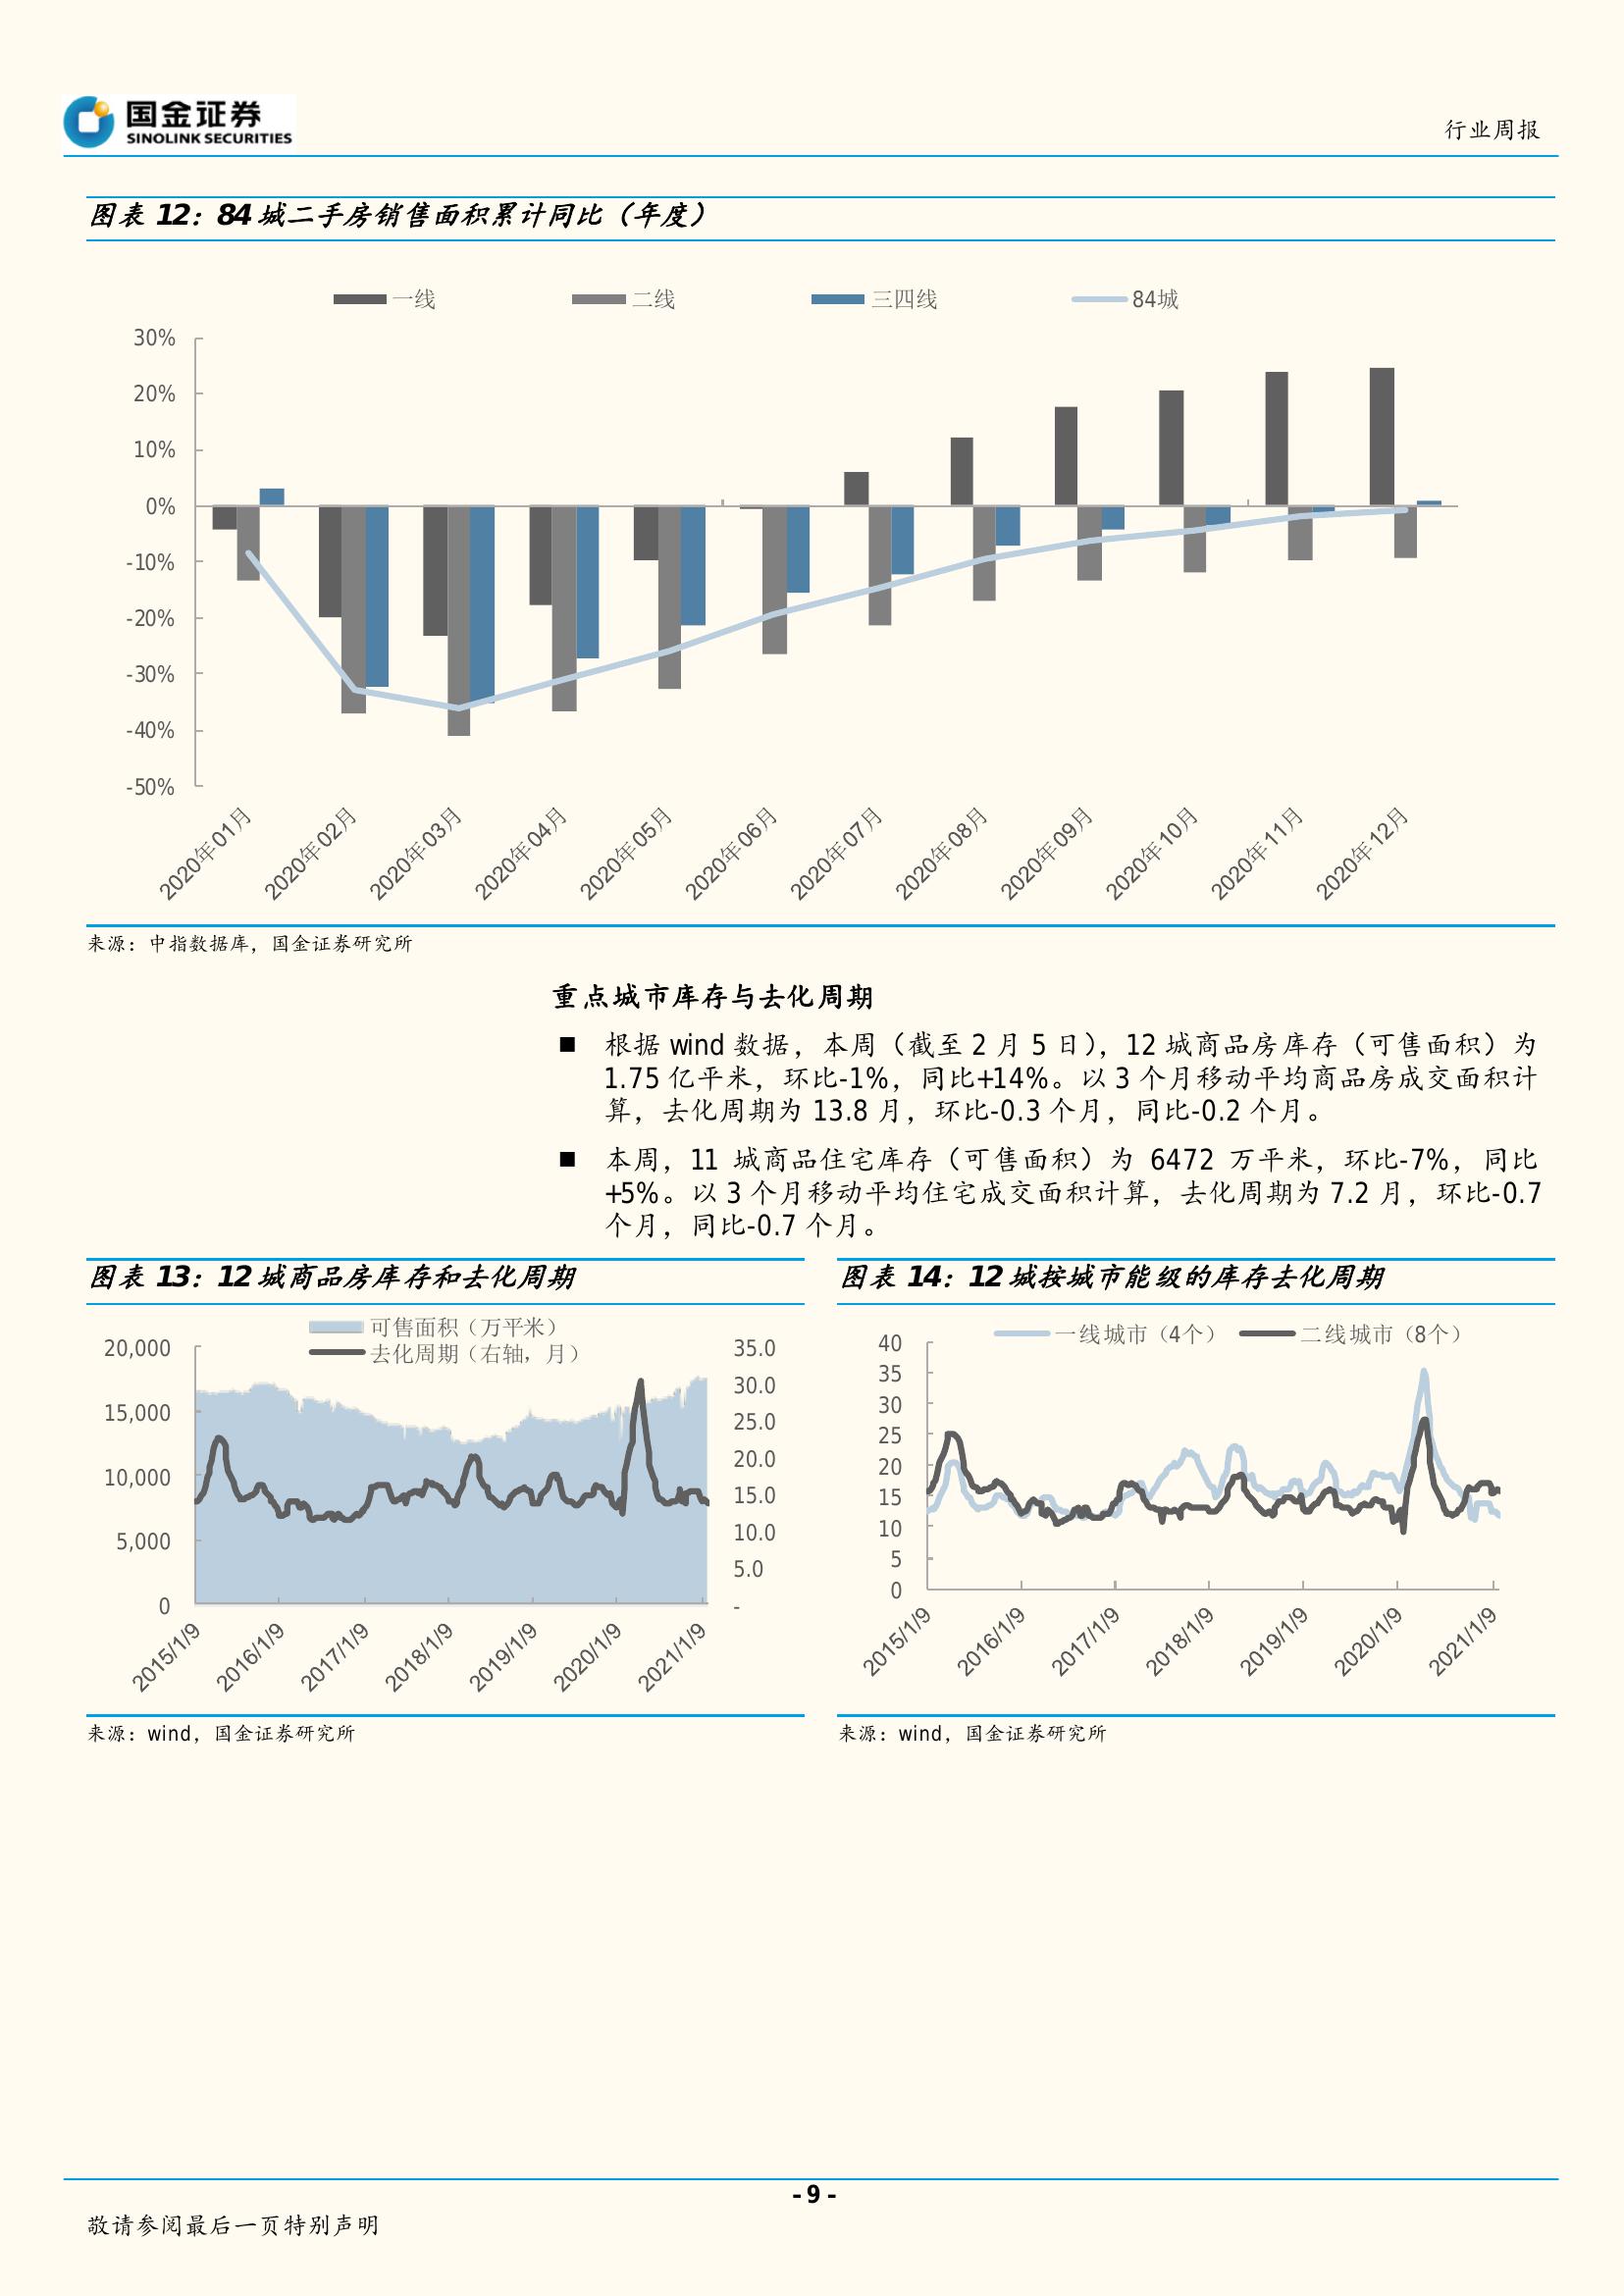 国金证券
SINOLINK SECURITIES
行业周报
图表 12：84 城二手房销售面积累计同比（年度）
一线 二线 三四线 84城
30%
20%
10%
0%
-10%
-20%
-30%
-40%
-50%
2020年01月 2020年02月 2020年03月 2020年04月 2020年05月 2020年06月 2020年07月 2020年08月 2020年09月 2020年10月 2020年11月 2020年12月
来源：中指数据库，国金证券研究所
重点城市库存与去化周期
■ 根据 wind 数据，本周（截至 2 月 5 日），12 城商品房库存（可售面积）为
1.75 亿平米，环比-1%，同比+14%。以 3 个月移动平均商品房成交面积计
算，去化周期为 13.8 月，环比-0.3 个月，同比-0.2 个月。
■ 本周，11 城商品住宅库存（可售面积）为 6472 万平米，环比-7%，同比
+5%。以 3 个月移动平均住宅成交面积计算，去化周期为 7.2 月，环比-0.7
个月，同比-0.7 个月。
图表 13：12 城商品房库存和去化周期
可售面积（万平米）
去化周期（右轴，月）
20,000
15,000
10,000
5,000
0
35.0
30.0
25.0
20.0
15.0
10.0
5.0
-
2015/1/9 2016/1/9 2017/1/9 2018/1/9 2019/1/9 2020/1/9 2021/1/9
来源：wind，国金证券研究所
图表 14：12 城按城市能级的库存去化周期
一线城市（4个） 二线城市（8个）
40
35
30
25
20
15
10
5
0
2015/1/9 2016/1/9 2017/1/9 2018/1/9 2019/1/9 2020/1/9 2021/1/9
来源：wind，国金证券研究所
- 9 -
敬请参阅最后一页特别声明